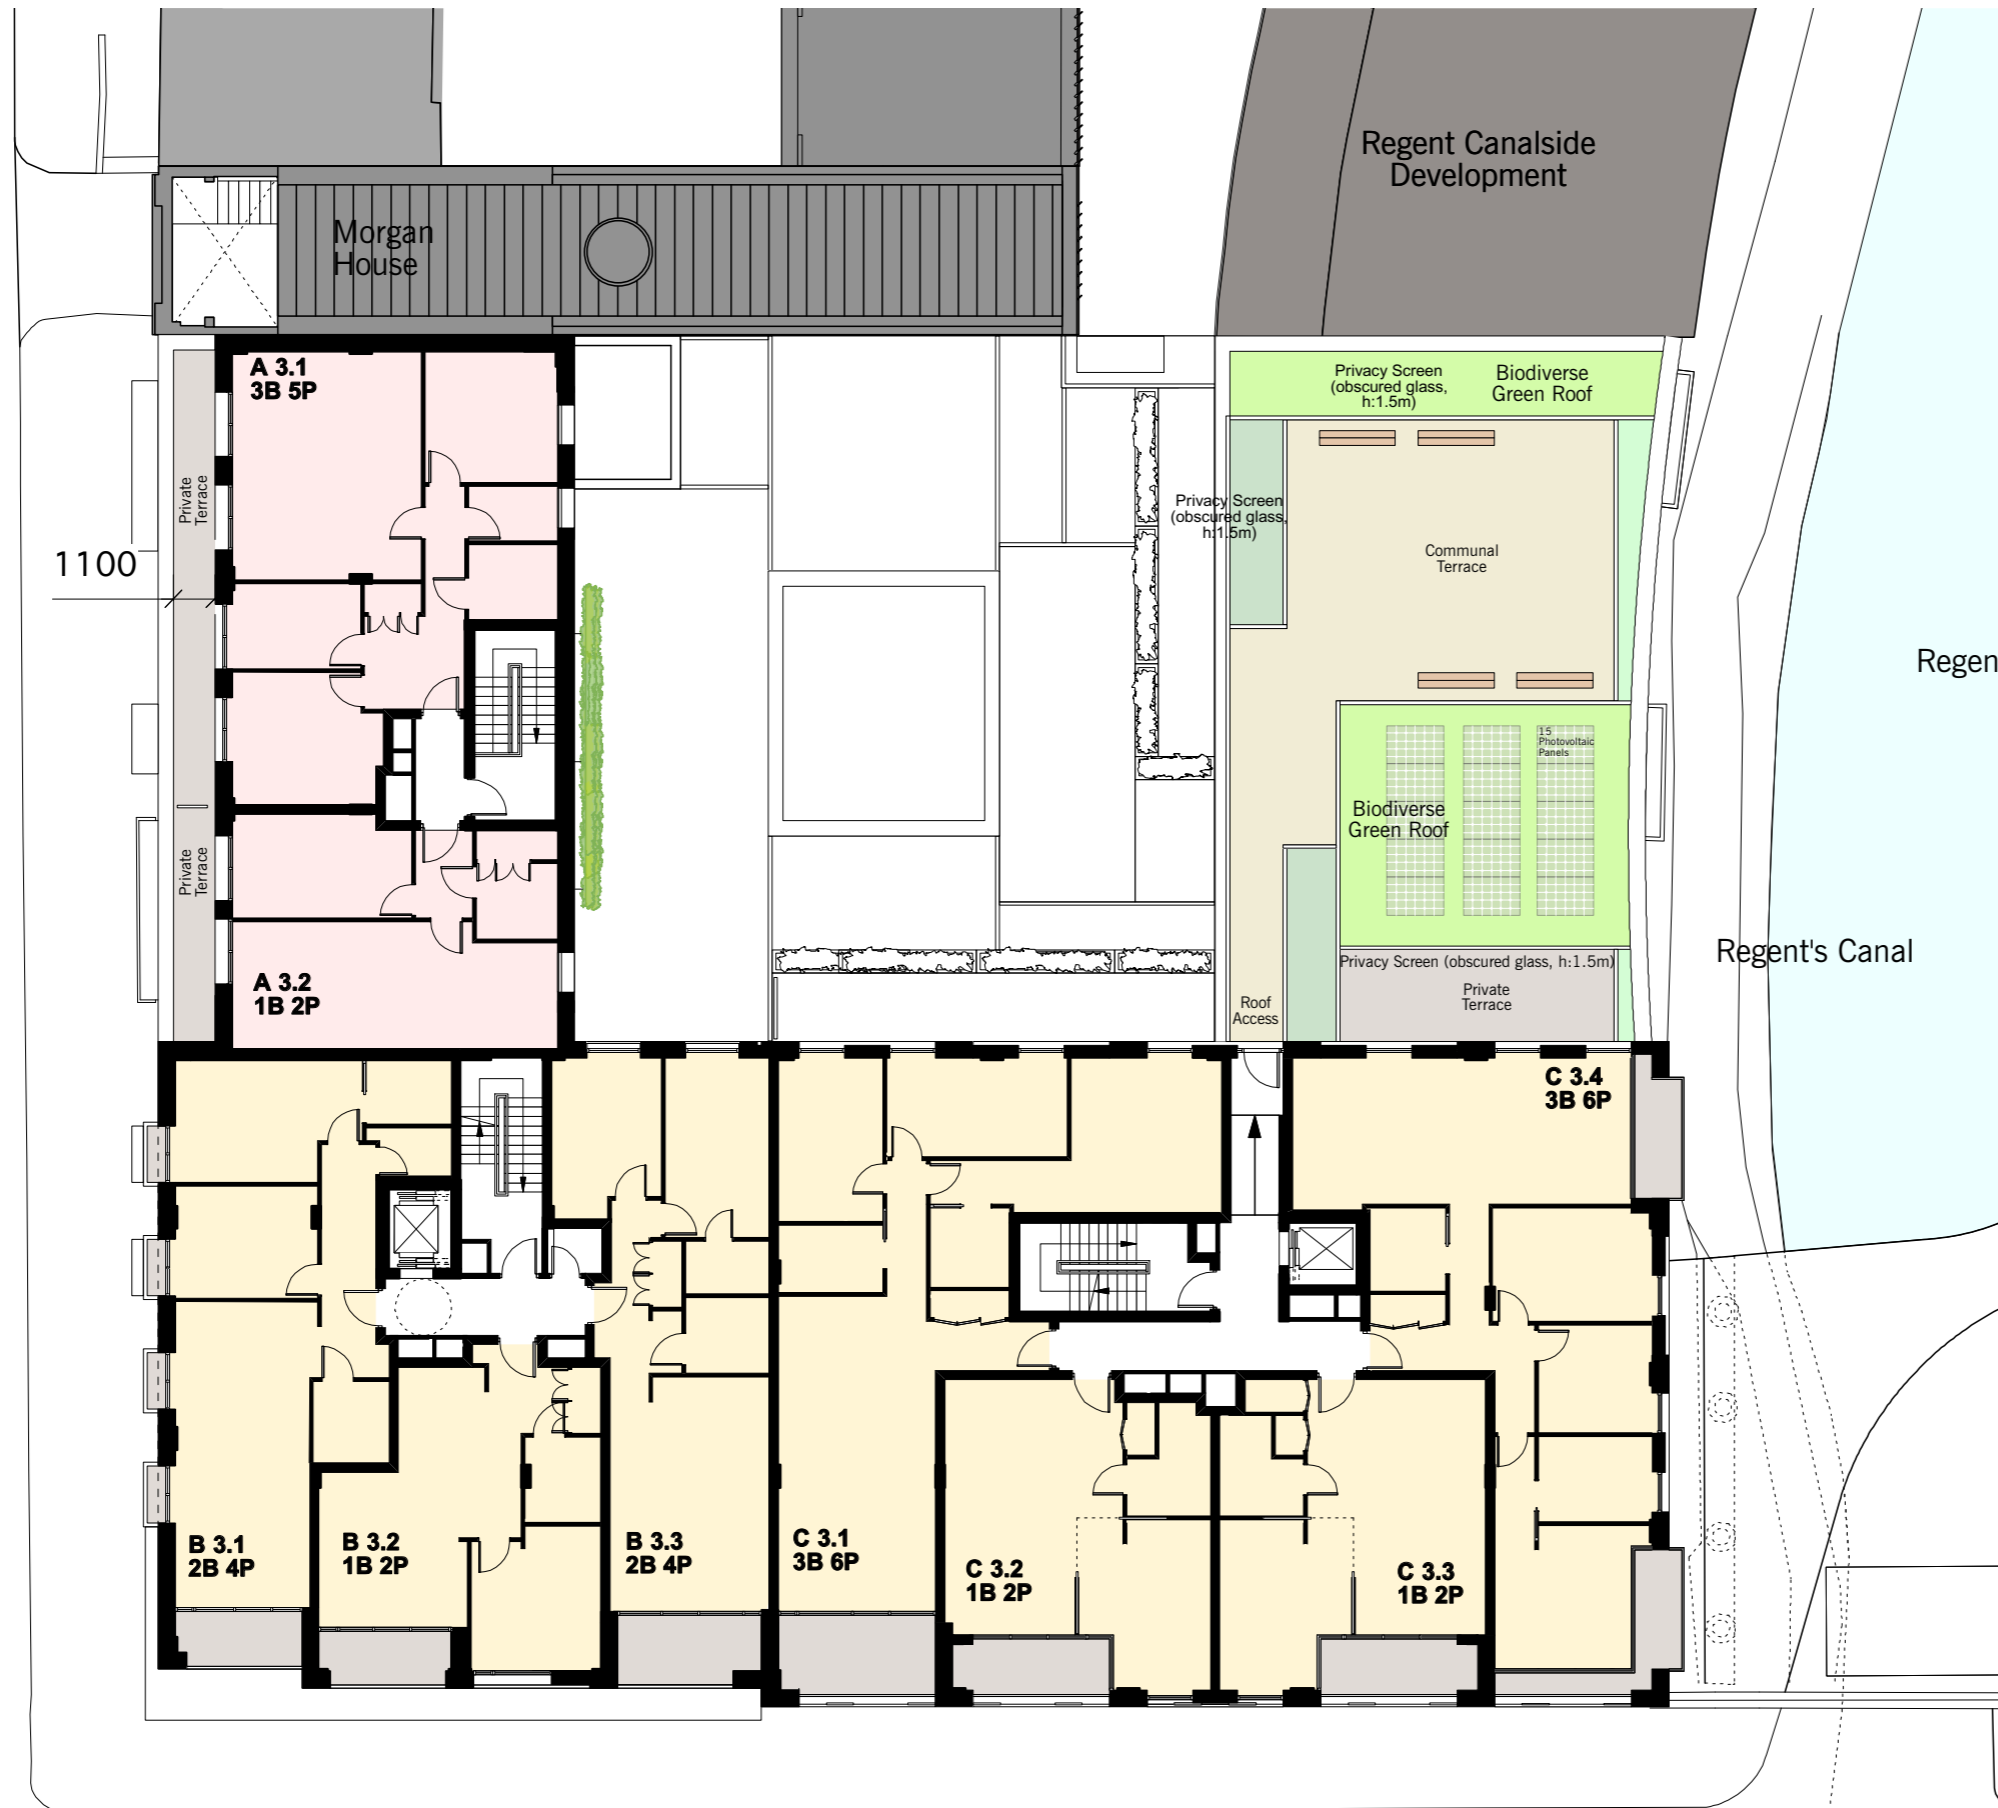 Regent Canalside
Development
Morgan
House
A 3.1
3B 5P
Privacy Screen
(obscured glass,
h:1.5m)
Biodiverse
Green Roof
Private
Terrace
Privacy Screen
(obscured glass,
h:1.5m)
1100
Communal
Terrace
Regen
15
Photovoltaic
Panels
Biodiverse
Green Roof
Private
Terrace
Regent's Canal
Privacy Screen (obscured glass, h:1.5m)
A 3.2
1B 2P
Private
Terrace
Roof
Access
C 3.4
3B 6P
B 3.1
2B 4P
B 3.2
1B 2P
B 3.3
2B 4P
C 3.1
3B 6P
C 3.2
1B 2P
C 3.3
1B 2P